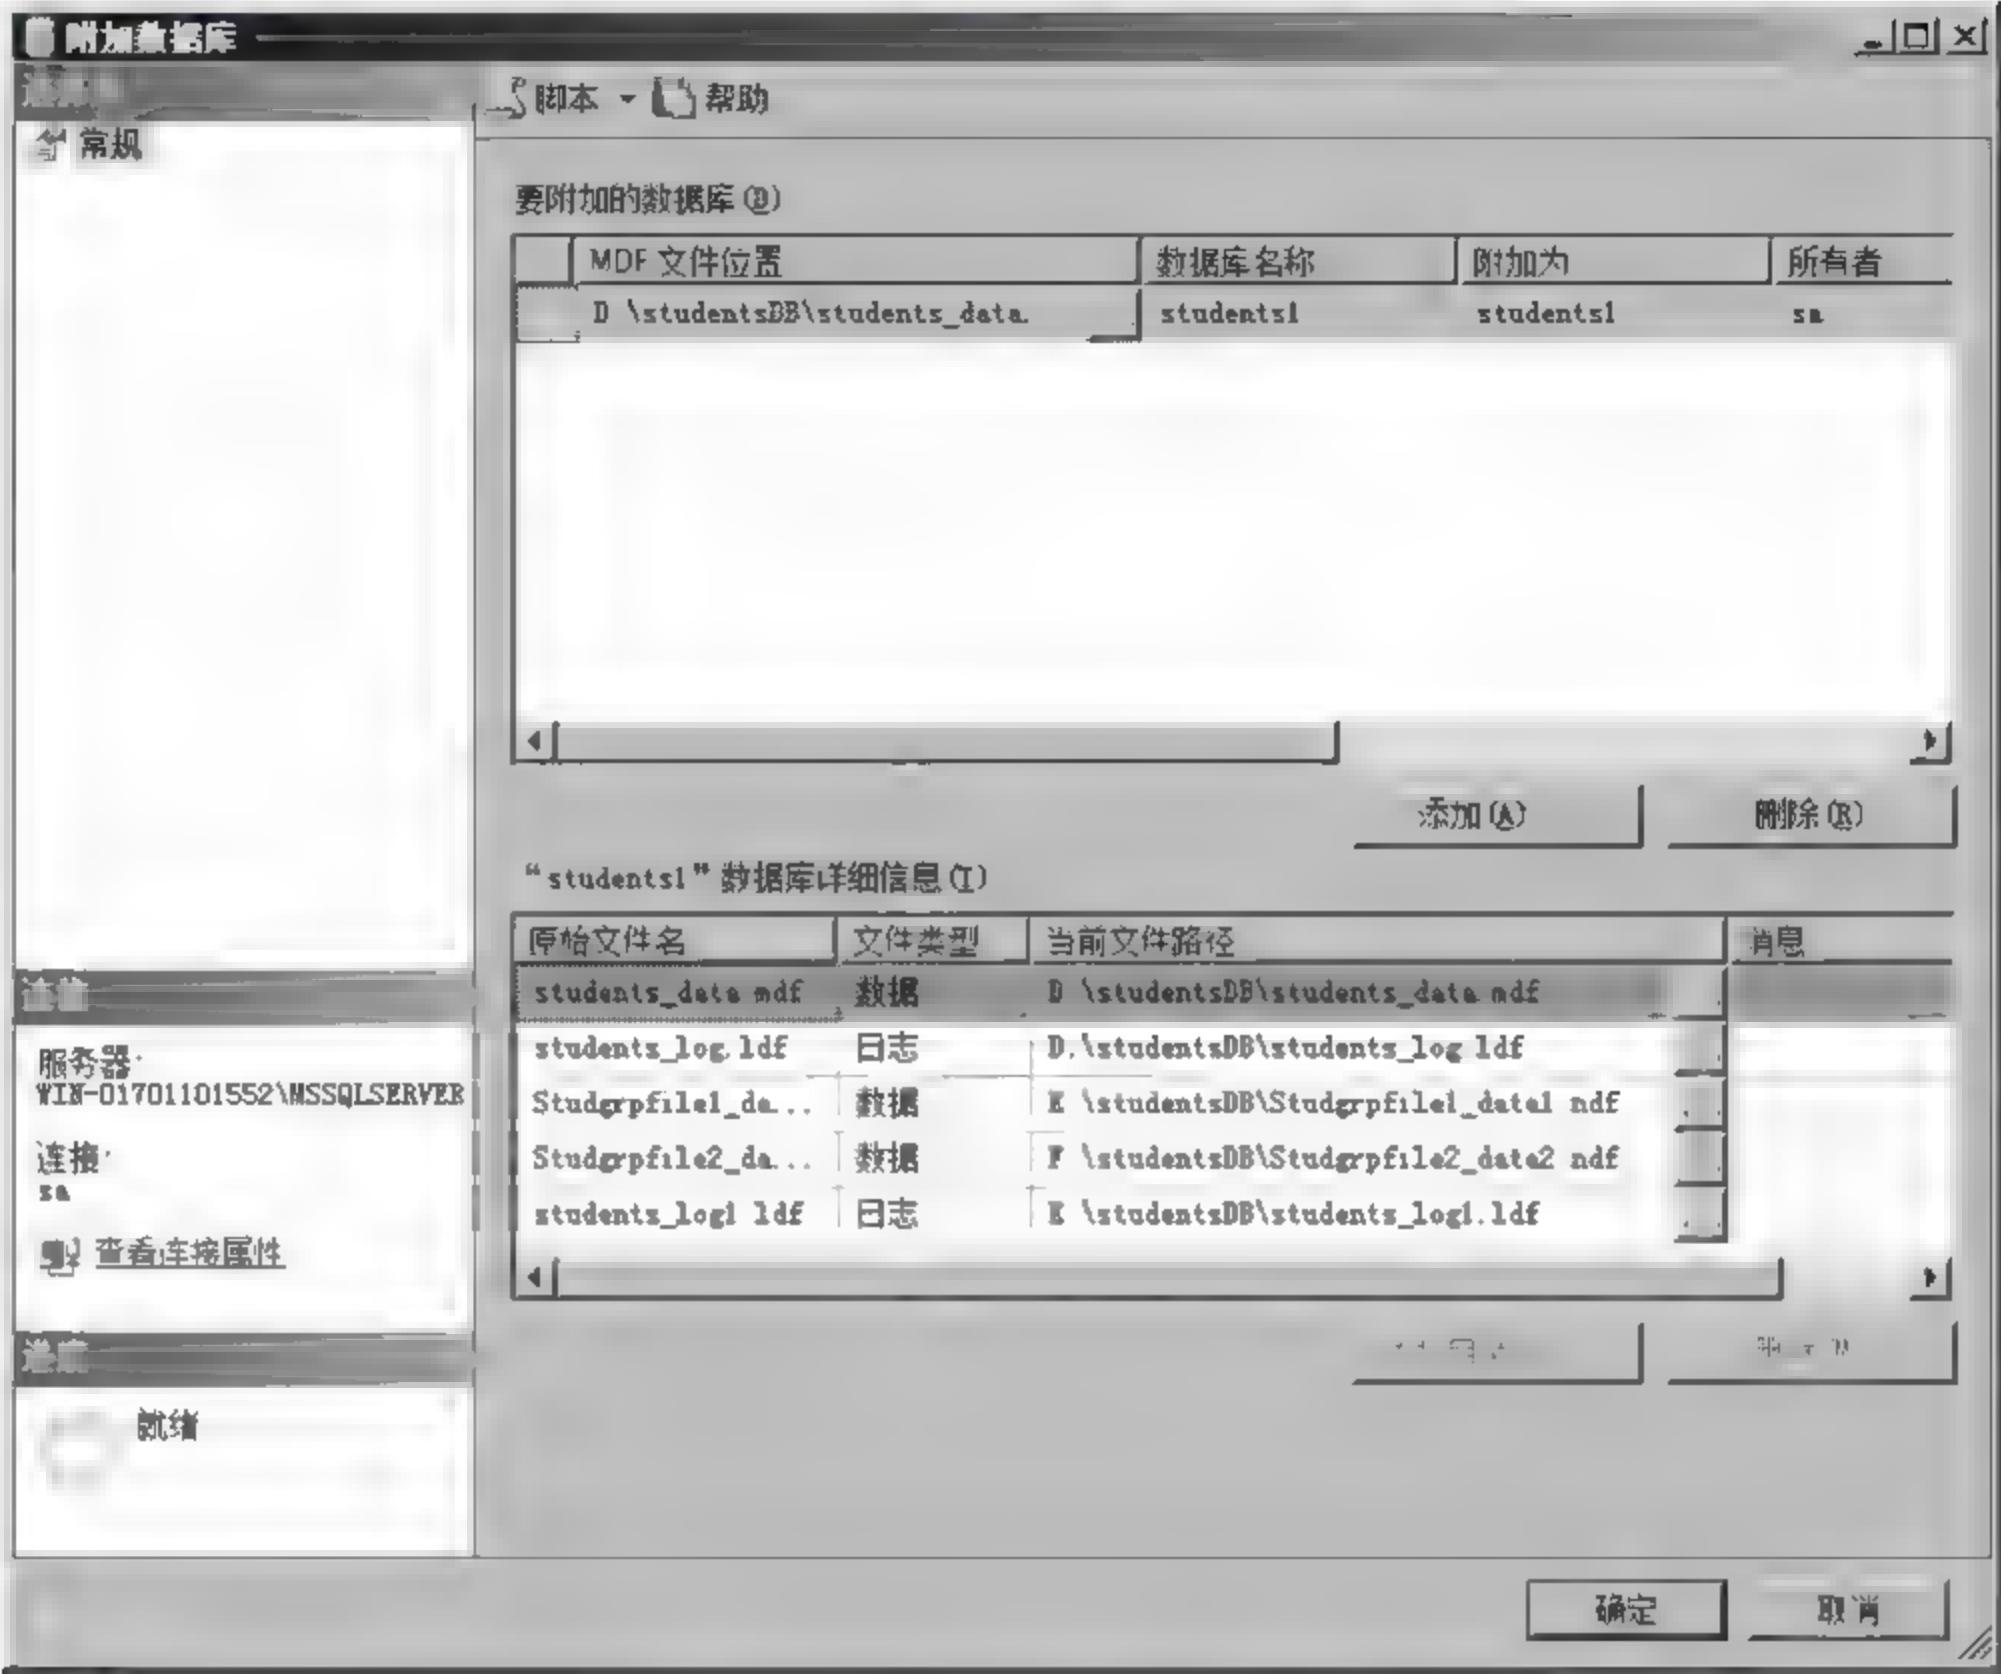 附加数据库
脚本 帮助
常规
要附加的数据库(D)
MDF 文件位置 数据库名称 附加为 所有者
D \studentsDB\students_data. students1 students1 sa
添加(A) 删除(R)
“students1”数据库详细信息(T)
原始文件名 文件类型 当前文件路径 消息
students_data mdf 数据 D \studentsDB\students_data mdf
students_log.ldf 日志 D.\studentsDB\students_log ldf
Studgrpfile1_da... 数据 E \studentsDB\Studgrpfile1_data1 ndf
Studgrpfile2_da... 数据 F \studentsDB\Studgrpfile2_data2 ndf
students_log1 ldf 日志 E \studentsDB\students_log1.ldf
连接
服务器:
WIN-01701101552\MSSQLSERVER
连接:
sa
查看连接属性
就绪
确定 取消